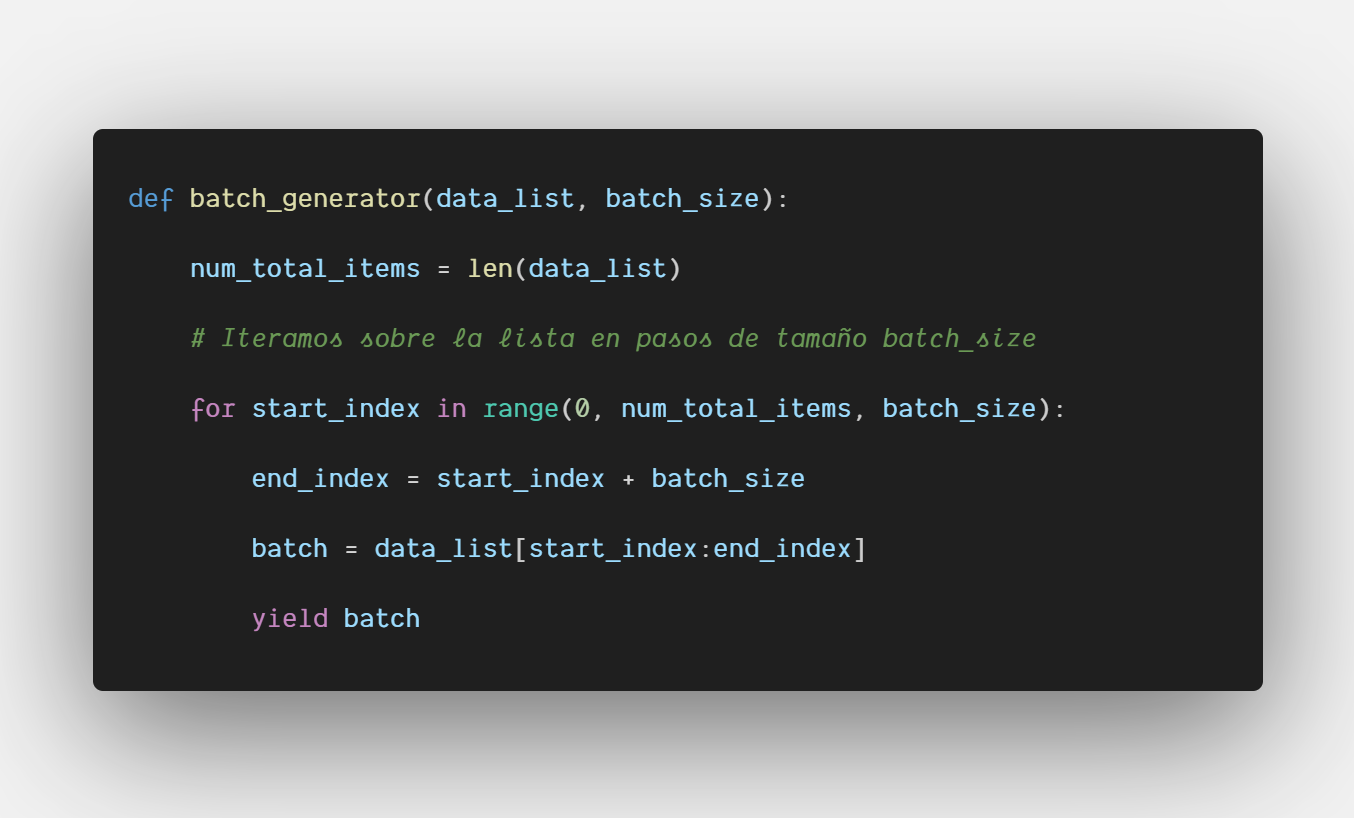 def batch_generator(data_list, batch_size):
    num_total_items = len(data_list)
    # Iteramos sobre la lista en pasos de tamaño batch_size
    for start_index in range(0, num_total_items, batch_size):
        end_index = start_index + batch_size
        batch = data_list[start_index:end_index]
        yield batch